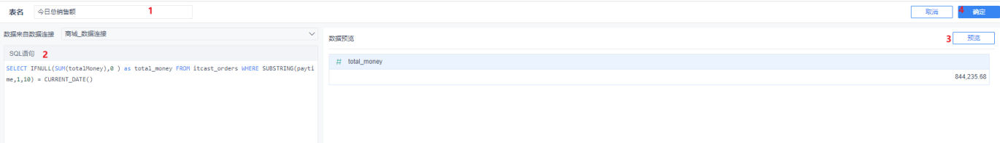 表名 今日总销售额 1 取消 4 确定
数据来自数据连接 商城_数据连接 数据预览 3 预览
SQL语句 2
# total_money
SELECT IFNULL(SUM(totalMoney),0 ) as total_money FROM itcast_orders WHERE SUBSTRING(payti
me,1,10) = CURRENT_DATE()
844,235.68